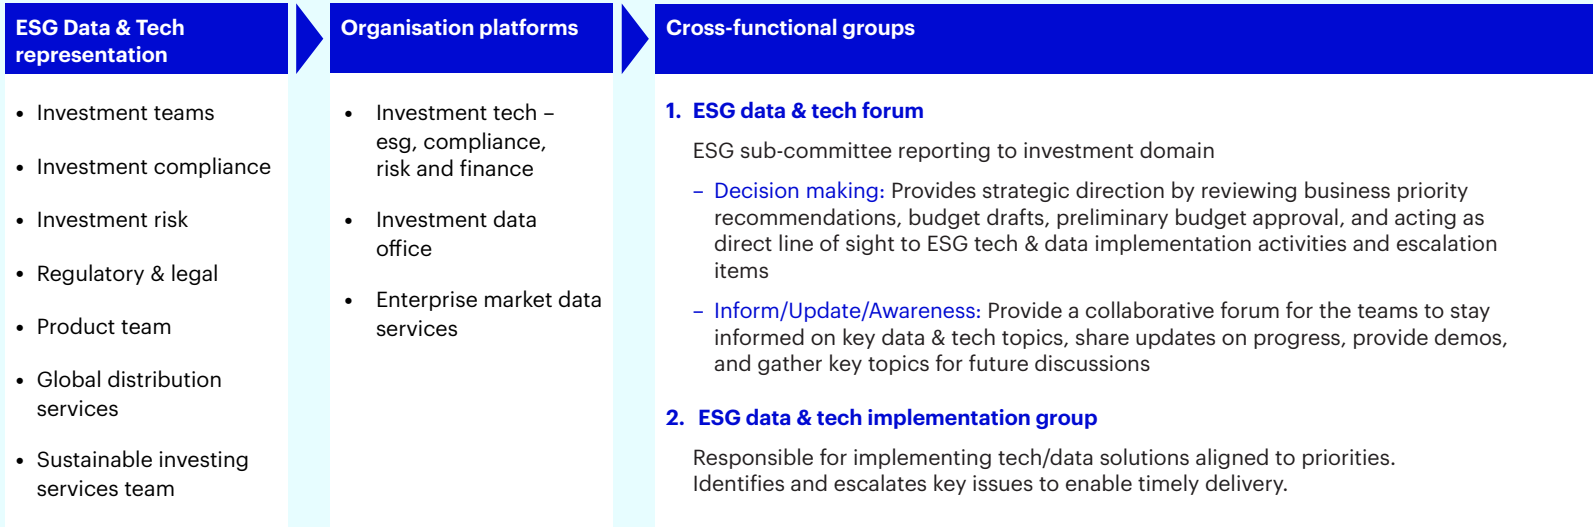 ESG Data & Tech
representation
• Investment teams
• Investment compliance
• Investment risk
• Regulatory & legal
• Product team
• Global distribution
services
• Sustainable investing
services team
Organisation platforms
• Investment tech –
esg, compliance,
risk and finance
• Investment data
office
• Enterprise market data
services
Cross-functional groups
1. ESG data & tech forum
ESG sub-committee reporting to investment domain
– Decision making: Provides strategic direction by reviewing business priority
recommendations, budget drafts, preliminary budget approval, and acting as
direct line of sight to ESG tech & data implementation activities and escalation
items
– Inform/Update/Awareness: Provide a collaborative forum for the teams to stay
informed on key data & tech topics, share updates on progress, provide demos,
and gather key topics for future discussions
2. ESG data & tech implementation group
Responsible for implementing tech/data solutions aligned to priorities.
Identifies and escalates key issues to enable timely delivery.